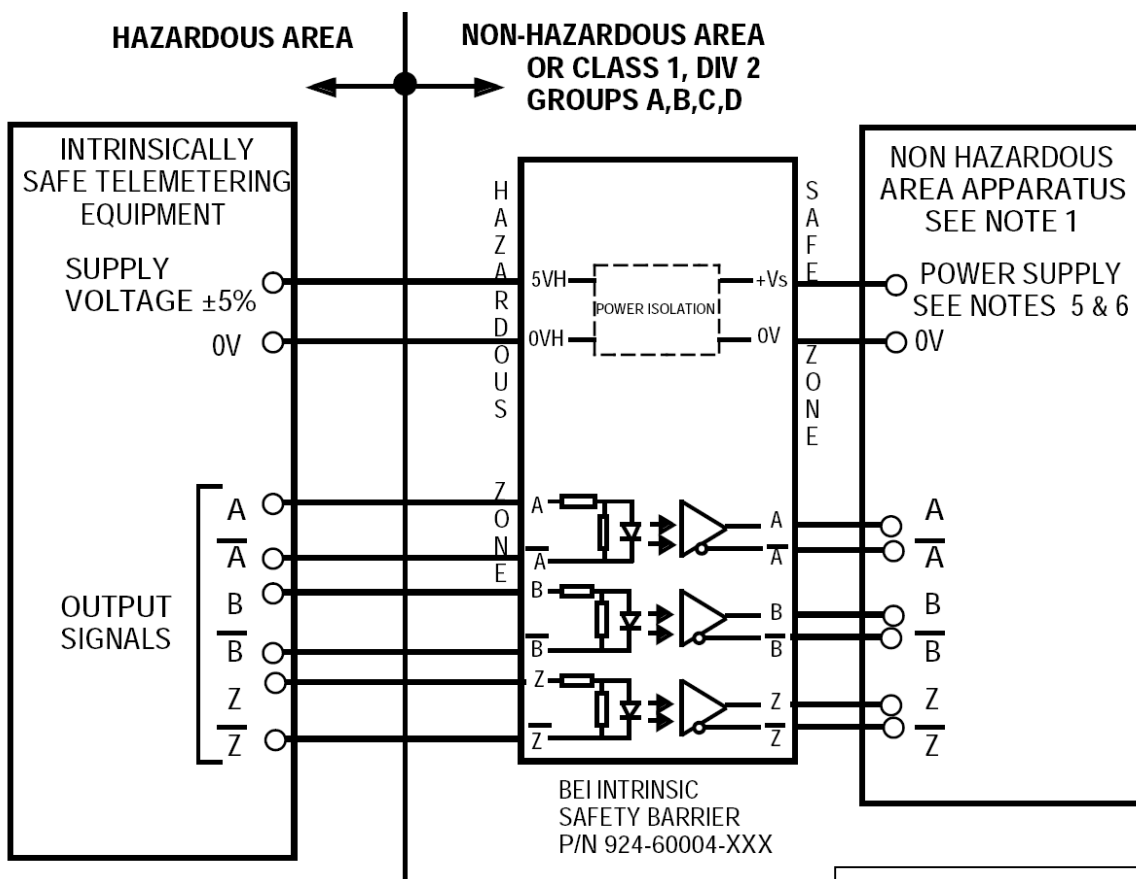 HAZARDOUS AREA
NON-HAZARDOUS AREA
OR CLASS 1, DIV 2
GROUPS A,B,C,D
INTRINSICALLY
SAFE TELEMETERING
EQUIPMENT
SUPPLY
VOLTAGE ±5%
0V
OUTPUT
SIGNALS
A
A̅
B
B̅
Z
Z̅
HAZARDOUS ZONE
5VH
0VH
POWER ISOLATION
+Vs
0V
SAFE ZONE
A
A̅
B
B̅
Z
Z̅
A
A̅
B
B̅
Z
Z̅
BEI INTRINSIC
SAFETY BARRIER
P/N 924-60004-XXX
NON HAZARDOUS
AREA APPARATUS
SEE NOTE 1
POWER SUPPLY
SEE NOTES 5 & 6
0V
A
A̅
B
B̅
Z
Z̅